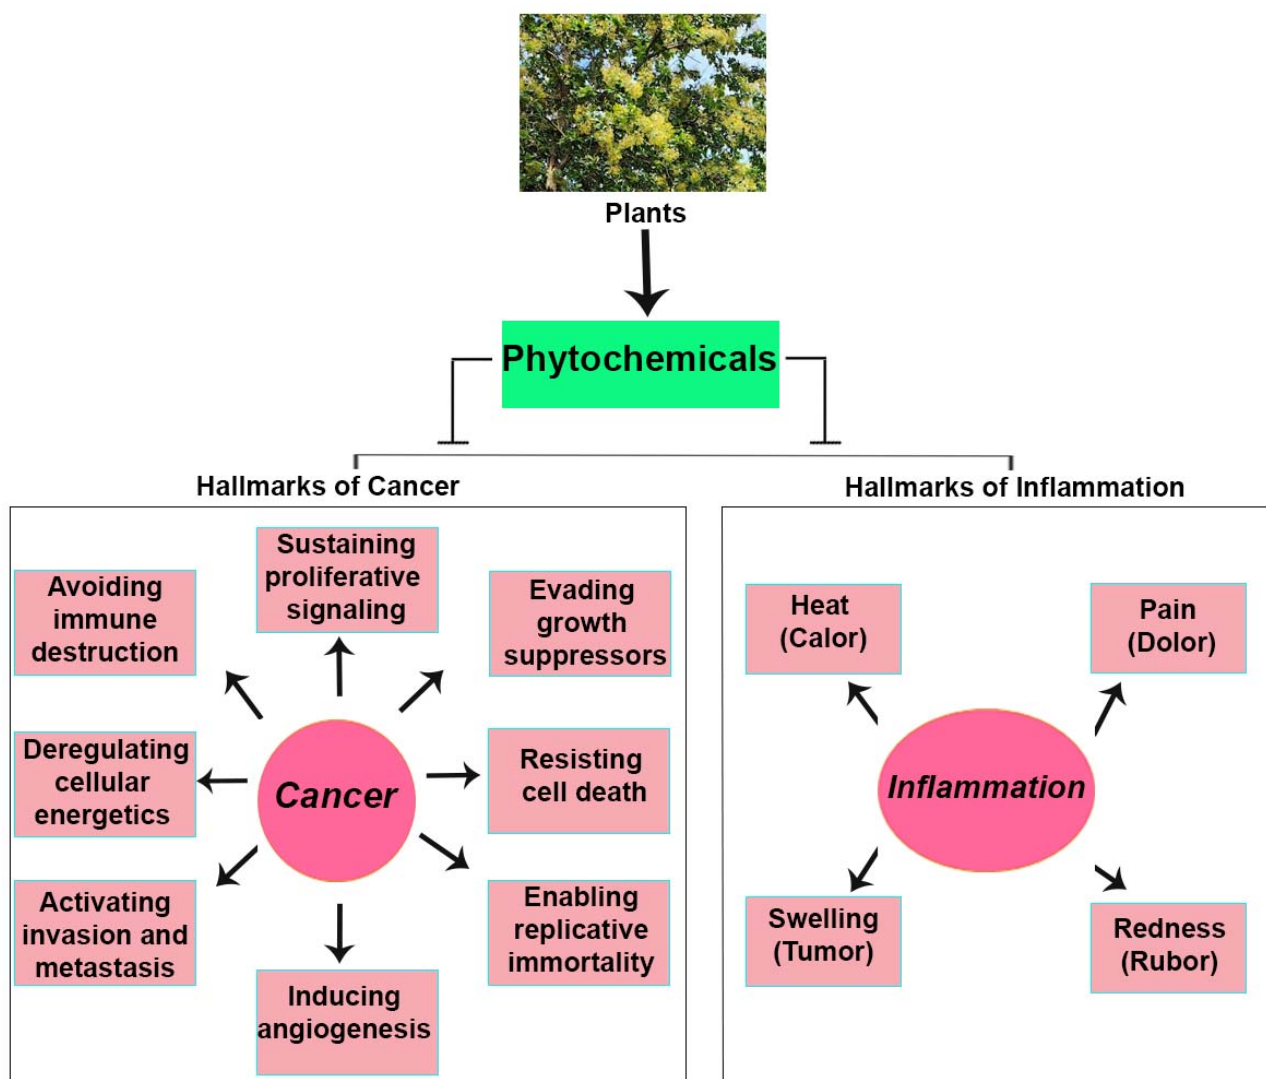 Plants
Phytochemicals
Hallmarks of Cancer
Sustaining
proliferative
signaling
Avoiding
immune
destruction
Evading
growth
suppressors
Deregulating
cellular
energetics
Cancer
Resisting
cell death
Activating
invasion and
metastasis
Enabling
replicative
immortality
Inducing
angiogenesis
Hallmarks of Inflammation
Heat
(Calor)
Pain
(Dolor)
Inflammation
Swelling
(Tumor)
Redness
(Rubor)